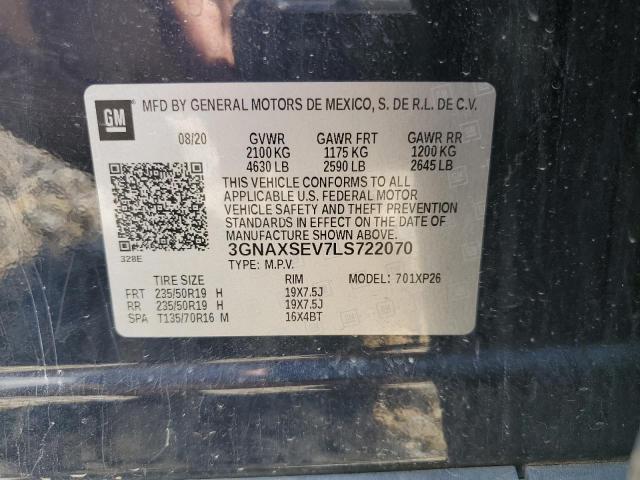 GM MFD BY GENERAL MOTORS DE MEXICO, S. DE R.L. DE C.V.
08/20 GVWR GAWR FRT GAWR RR
2100 KG 1175 KG 1200 KG
4630 LB 2590 LB 2645 LB
THIS VEHICLE CONFORMS TO ALL
APPLICABLE U.S. FEDERAL MOTOR
VEHICLE SAFETY AND THEFT PREVENTION
STANDARDS IN EFFECT ON THE DATE OF
MANUFACTURE SHOWN ABOVE.
328E 3GNAXSEV7LS722070
TYPE: M.P.V.
TIRE SIZE RIM MODEL: 701XP26
FRT 235/50R19 H 19X7.5J
RR 235/50R19 H 19X7.5J
SPA T135/70R16 M 16X4BT